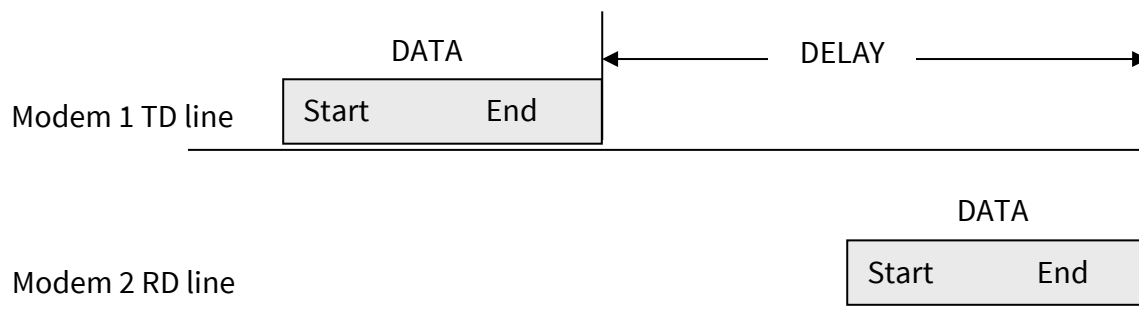 DATA
DELAY
Modem 1 TD line
Start End
DATA
Modem 2 RD line
Start End